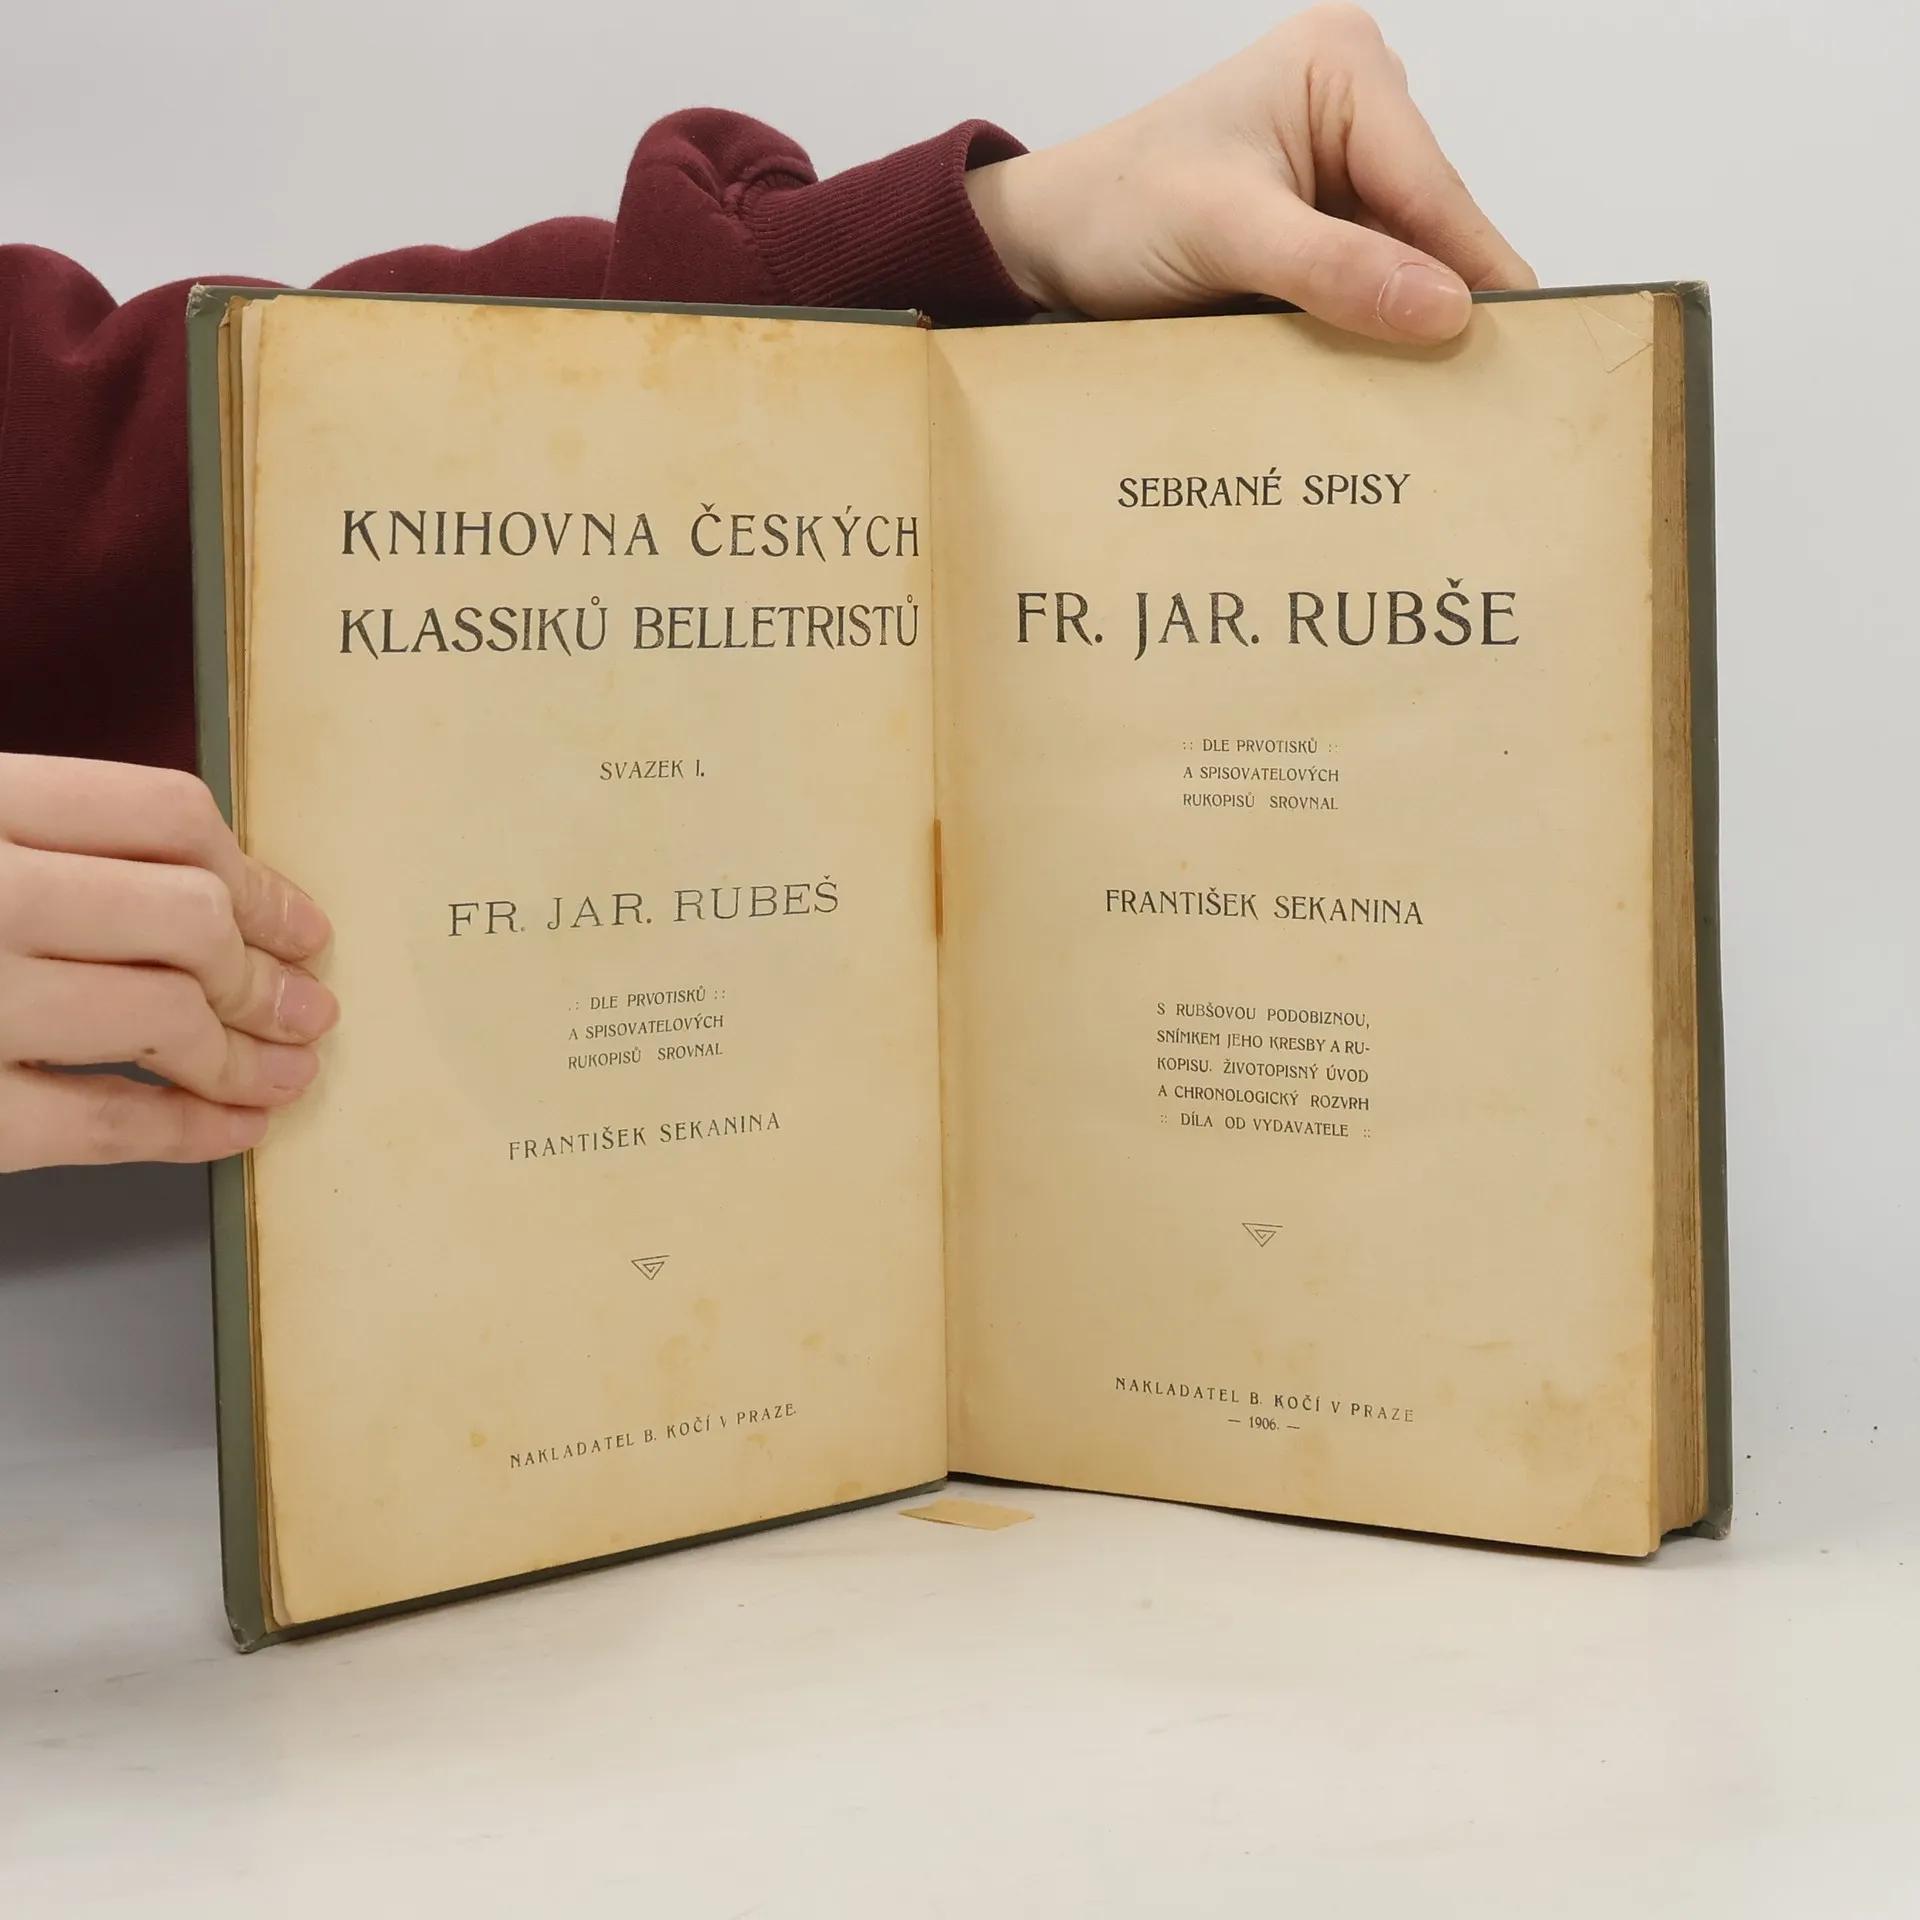 KNIHOVNA ČESKÝCH
KLASSIKŮ BELLETRISTŮ
SVAZEK I.
FR. JAR. RUBEŠ
.: DLE PRVOTISKŮ ::
A SPISOVATELOVÝCH
RUKOPISŮ SROVNAL
FRANTIŠEK SEKANINA
NAKLADATEL B. KOČÍ V PRAZE.
SEBRANÉ SPISY
FR. JAR. RUBŠE
:: DLE PRVOTISKŮ ::
A SPISOVATELOVÝCH
RUKOPISŮ SROVNAL
FRANTIŠEK SEKANINA
S RUBŠOVOU PODOBIZNOU,
SNÍMKEM JEHO KRESBY A RU-
KOPISU. ŽIVOTOPISNÝ ÚVOD
A CHRONOLOGICKÝ ROZVRH
:: DÍLA OD VYDAVATELE ::
NAKLADATEL B. KOČÍ V PRAZE
— 1906. —